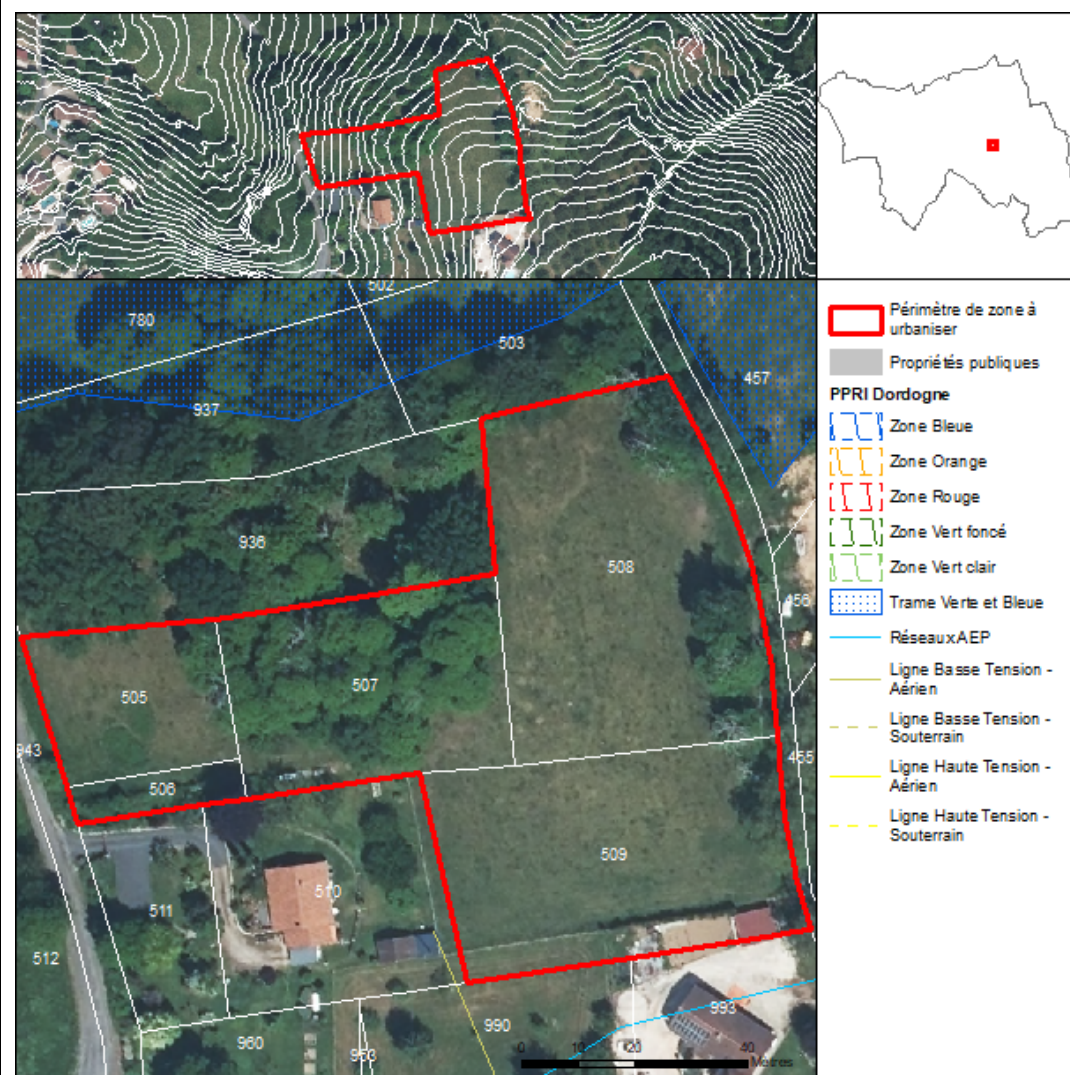 Périmètre de zone à
urbaniser
Propriétés publiques
PPRI Dordogne
Zone Bleue
Zone Orange
Zone Rouge
Zone Vert foncé
Zone Vert clair
Trame Verte et Bleue
Réseaux AEP
Ligne Basse Tension -
Aérien
Ligne Basse Tension -
Souterrain
Ligne Haute Tension -
Aérien
Ligne Haute Tension -
Souterrain
502
780
503
457
937
936
508
456
505
507
943
455
506
509
510
511
512
993
990
960
953
0 10 20 40
Mètres